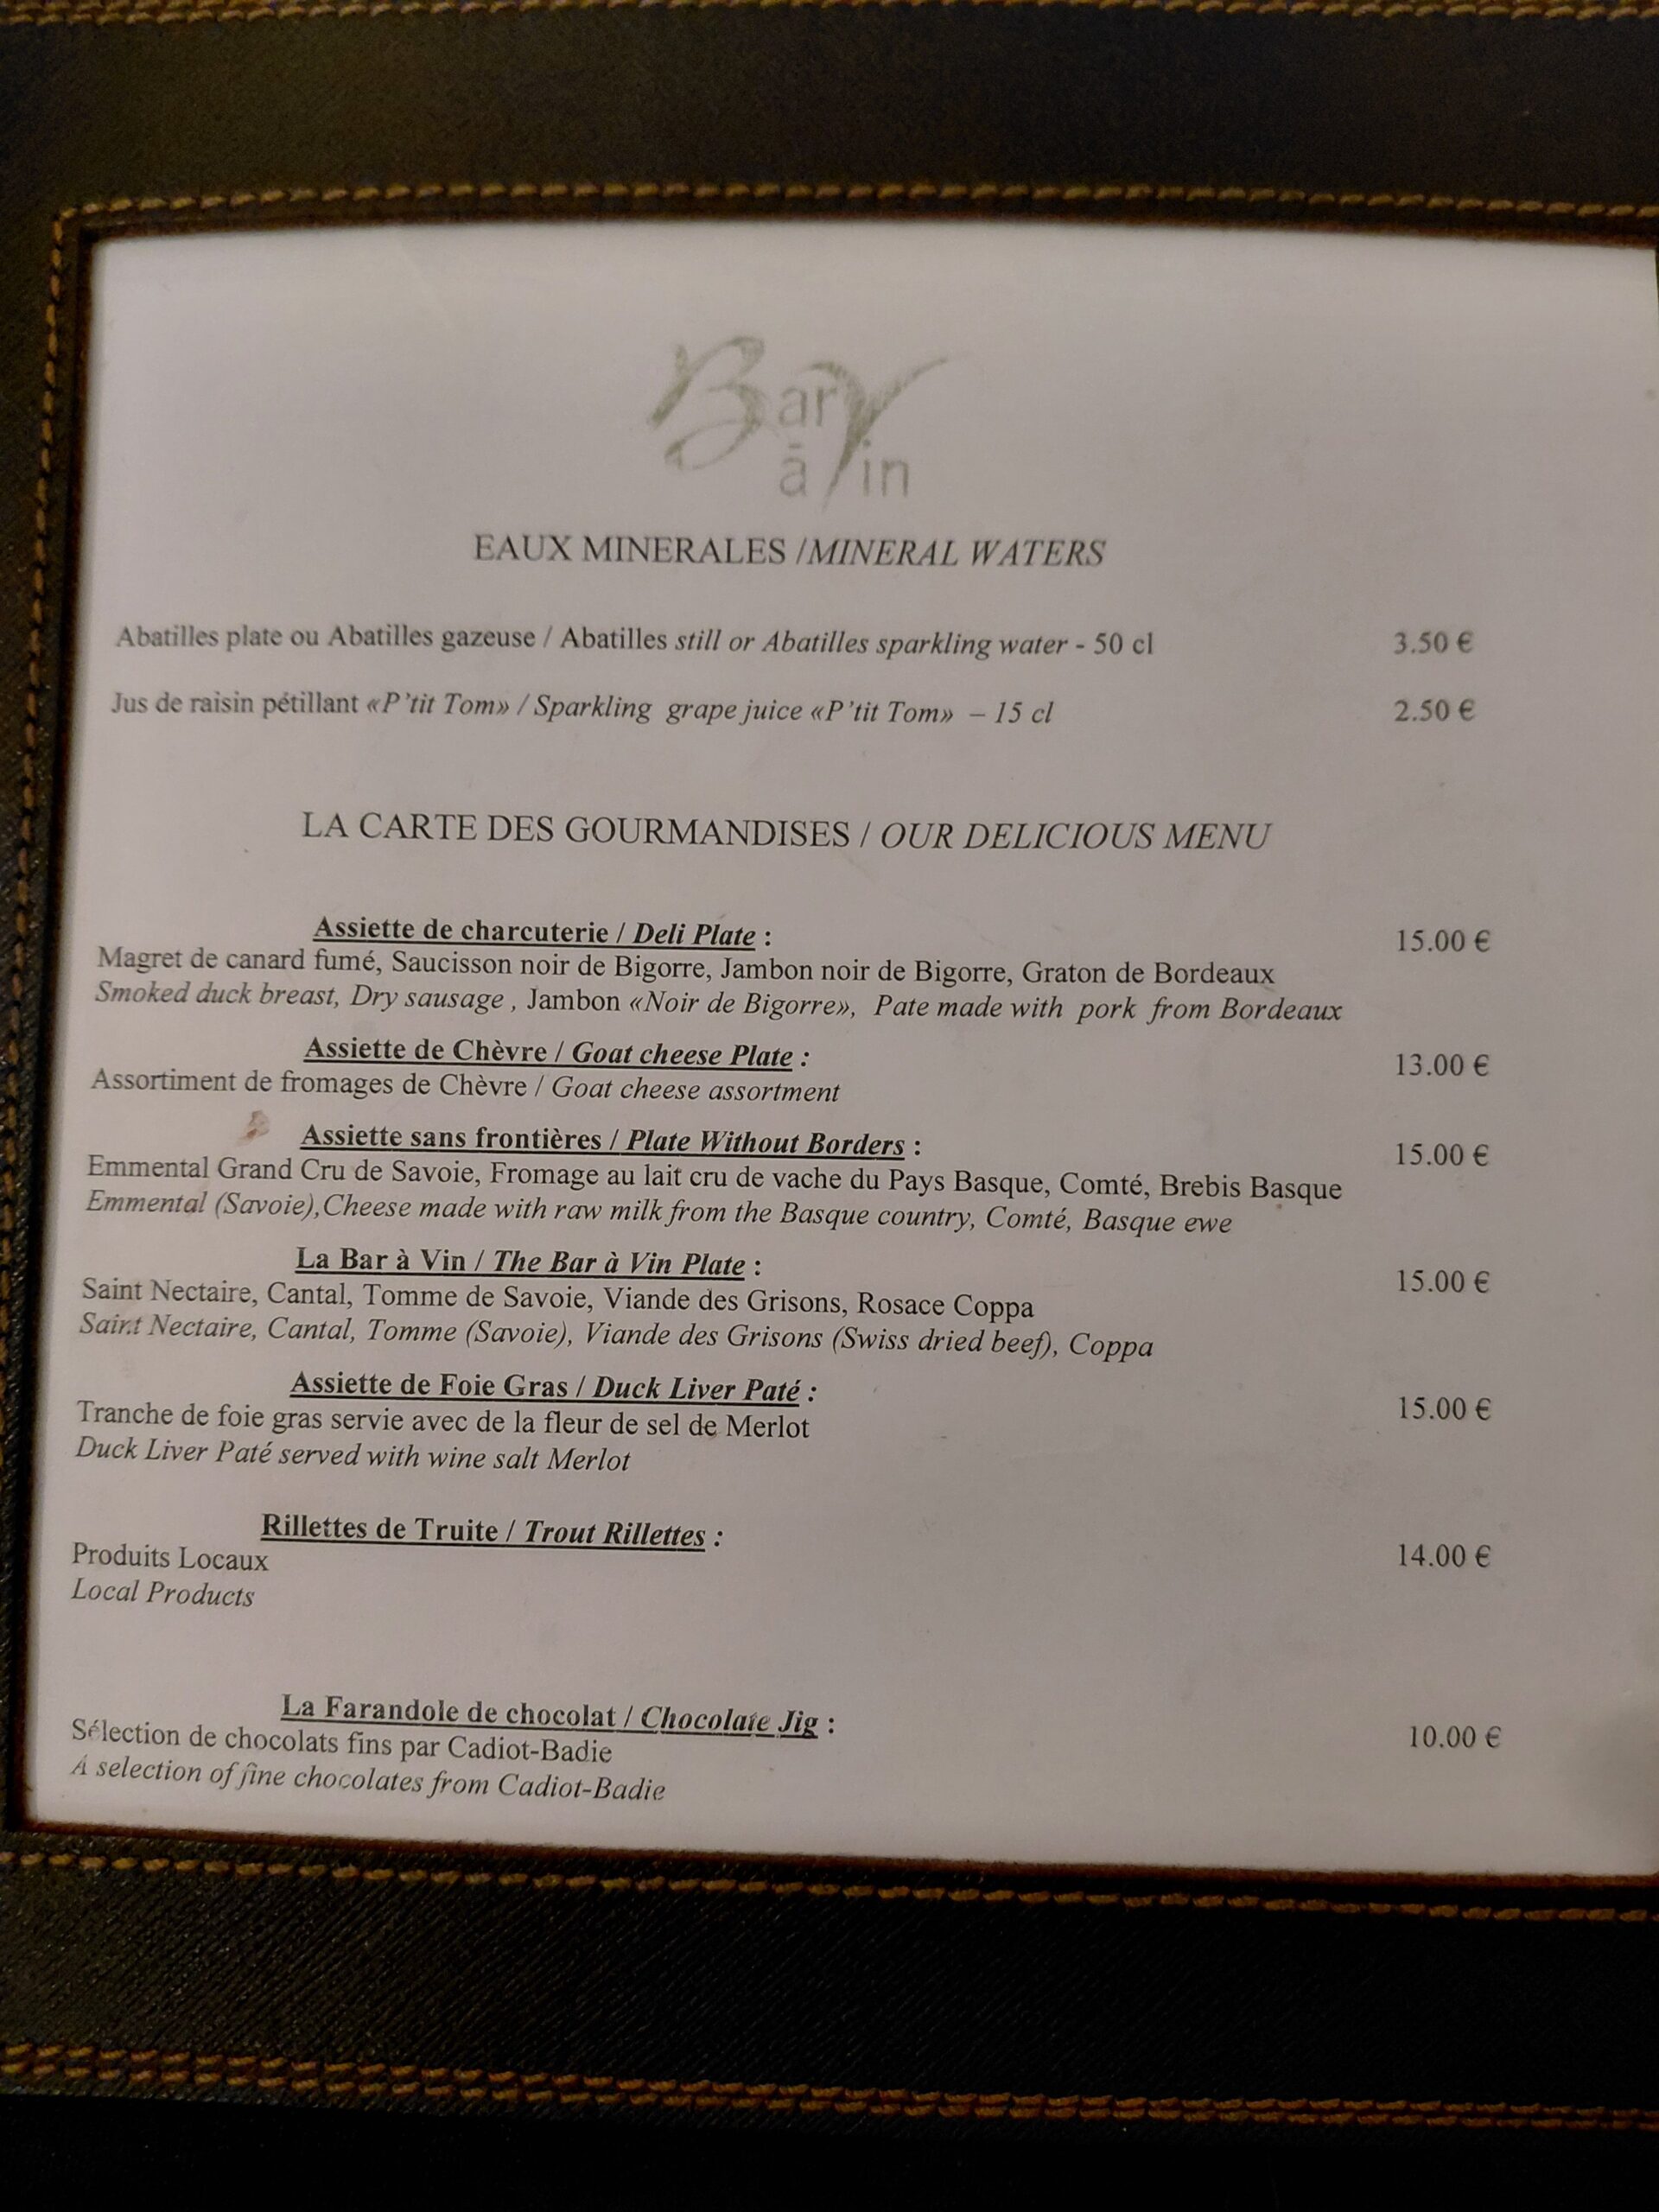 Bar
à Vin
EAUX MINERALES /MINERAL WATERS
Abatilles plate ou Abatilles gazeuse / Abatilles still or Abatilles sparkling water - 50 cl 3.50 €
Jus de raisin pétillant «P'tit Tom» / Sparkling grape juice «P'tit Tom» – 15 cl 2.50 €
LA CARTE DES GOURMANDISES / OUR DELICIOUS MENU
Assiette de charcuterie / Deli Plate : 15.00 €
Magret de canard fumé, Saucisson noir de Bigorre, Jambon noir de Bigorre, Graton de Bordeaux
Smoked duck breast, Dry sausage , Jambon «Noir de Bigorre», Pate made with pork from Bordeaux
Assiette de Chèvre / Goat cheese Plate : 13.00 €
Assortiment de fromages de Chèvre / Goat cheese assortment
Assiette sans frontières / Plate Without Borders : 15.00 €
Emmental Grand Cru de Savoie, Fromage au lait cru de vache du Pays Basque, Comté, Brebis Basque
Emmental (Savoie),Cheese made with raw milk from the Basque country, Comté, Basque ewe
La Bar à Vin / The Bar à Vin Plate : 15.00 €
Saint Nectaire, Cantal, Tomme de Savoie, Viande des Grisons, Rosace Coppa
Saint Nectaire, Cantal, Tomme (Savoie), Viande des Grisons (Swiss dried beef), Coppa
Assiette de Foie Gras / Duck Liver Paté : 15.00 €
Tranche de foie gras servie avec de la fleur de sel de Merlot
Duck Liver Paté served with wine salt Merlot
Rillettes de Truite / Trout Rillettes : 14.00 €
Produits Locaux
Local Products
La Farandole de chocolat / Chocolate Jig : 10.00 €
Sélection de chocolats fins par Cadiot-Badie
A selection of fine chocolates from Cadiot-Badie